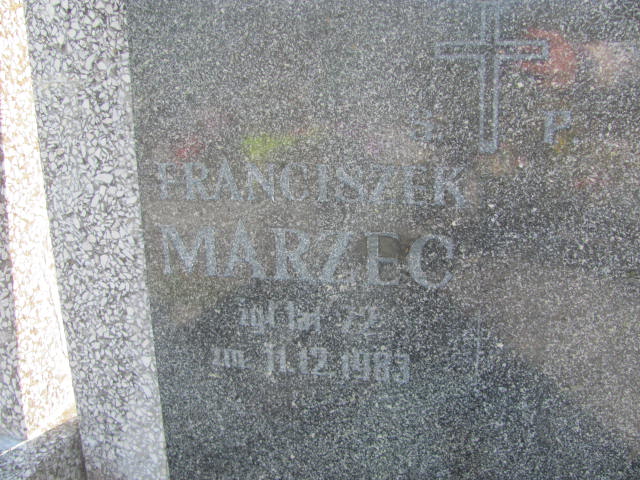 Ś P
FRANCISZEK
MARZEC
żył lat 72
zm. 11.12.1983